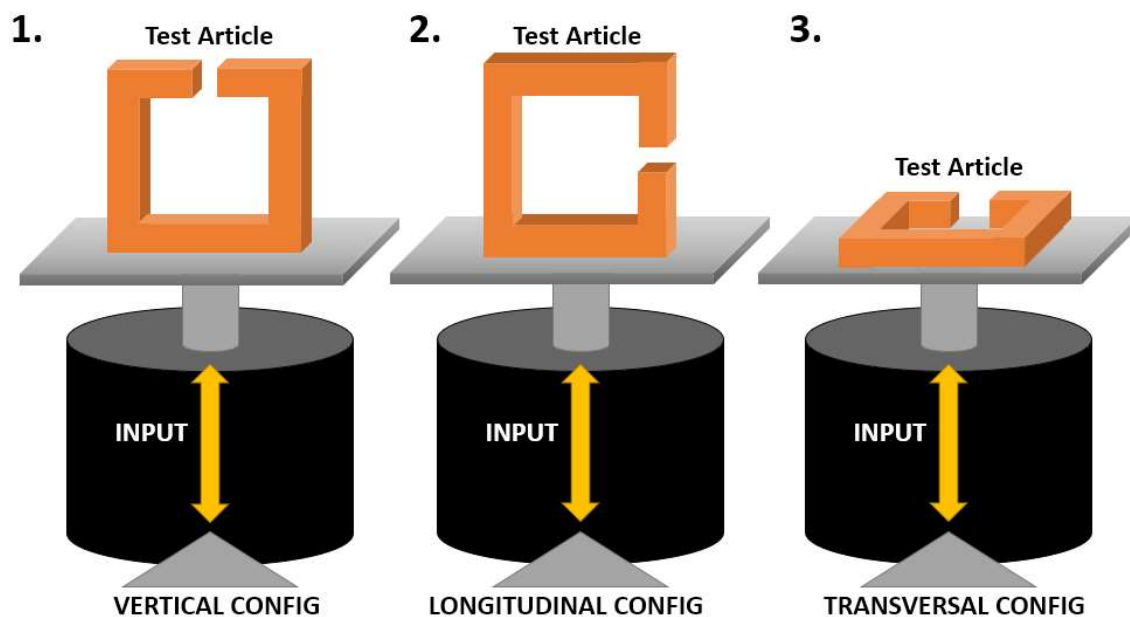 1.
Test Article
INPUT
VERTICAL CONFIG
2.
Test Article
INPUT
LONGITUDINAL CONFIG
3.
Test Article
INPUT
TRANSVERSAL CONFIG